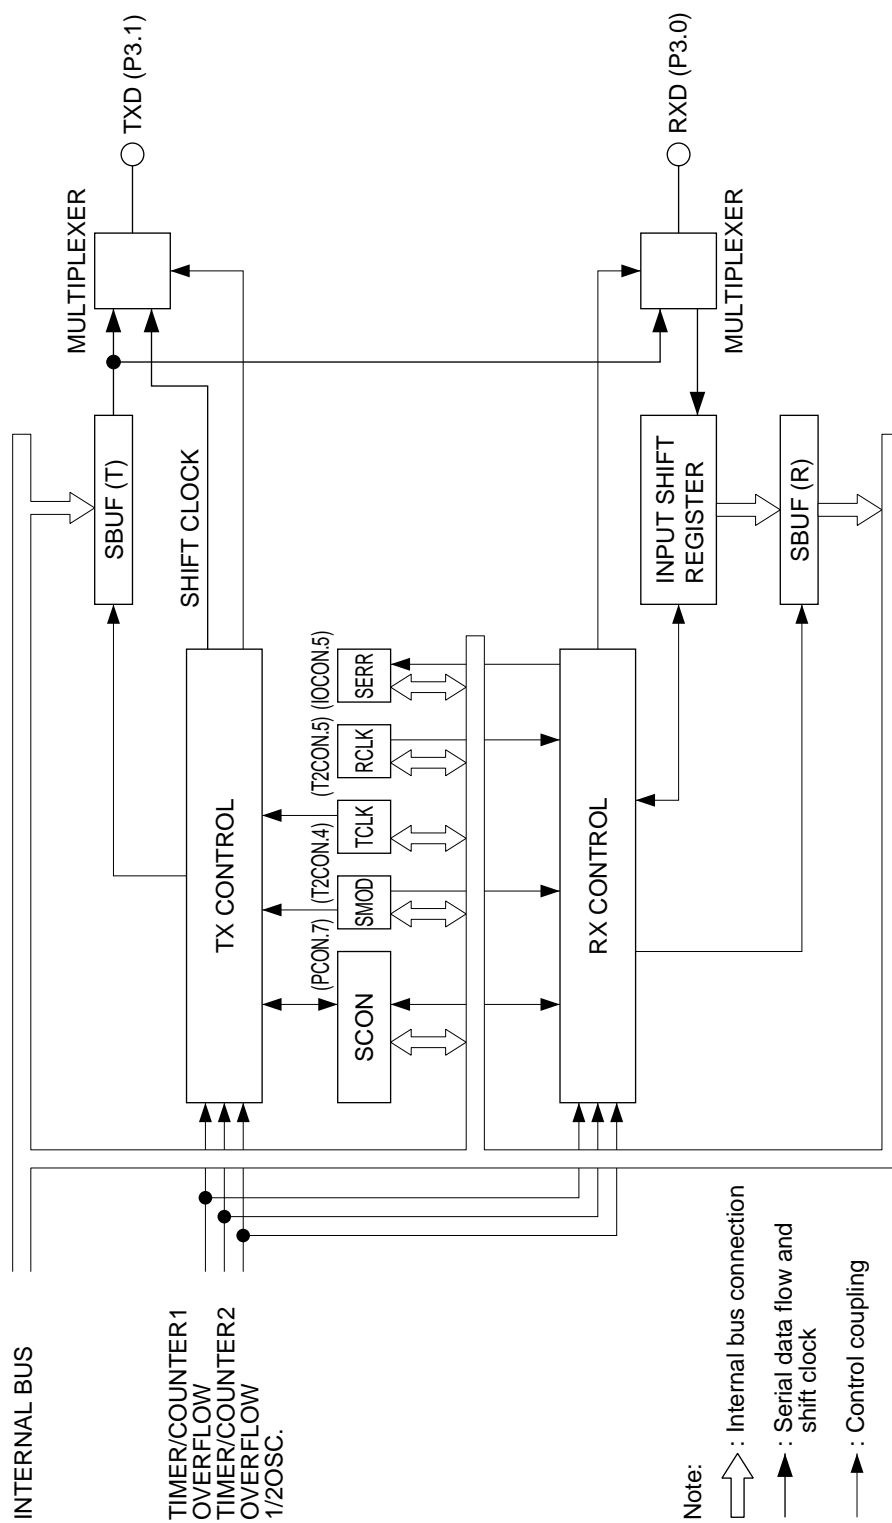 INTERNAL BUS
TIMER/COUNTER1
OVERFLOW
TIMER/COUNTER2
OVERFLOW
1/2OSC.
SBUF (T)
MULTIPLEXER
TXD (P3.1)
SHIFT CLOCK
TX CONTROL
(PCON.7)
(T2CON.4)
(T2CON.5)
(IOCON.5)
SCON
SMOD
TCLK
RCLK
SERR
RX CONTROL
INPUT SHIFT
REGISTER
SBUF (R)
MULTIPLEXER
RXD (P3.0)
Note:
: Internal bus connection
: Serial data flow and
shift clock
: Control coupling